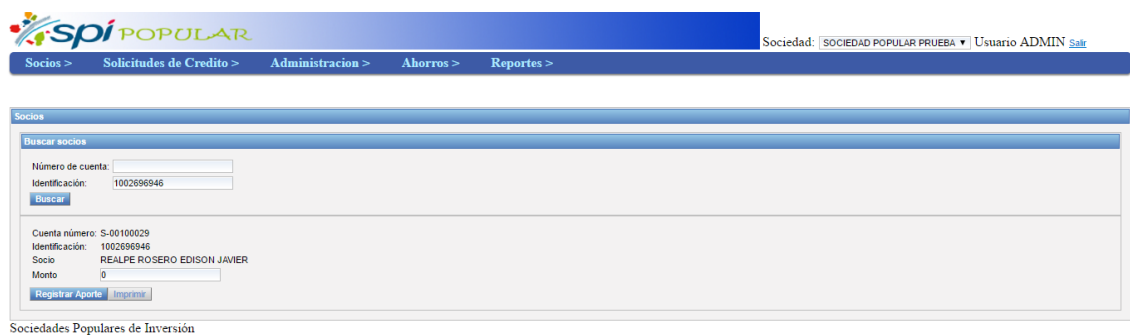 spi POPULAR
Sociedad: SOCIEDAD POPULAR PRUEBA Usuario ADMIN Salir
Socios > Solicitudes de Credito > Administracion > Ahorros > Reportes >
Socios
Buscar socios
Número de cuenta:
Identificación: 1002696946
Buscar
Cuenta número: S-00100029
Identificación: 1002696946
Socio REALPE ROSERO EDISON JAVIER
Monto 0
Registrar Aporte Imprimir
Sociedades Populares de Inversión